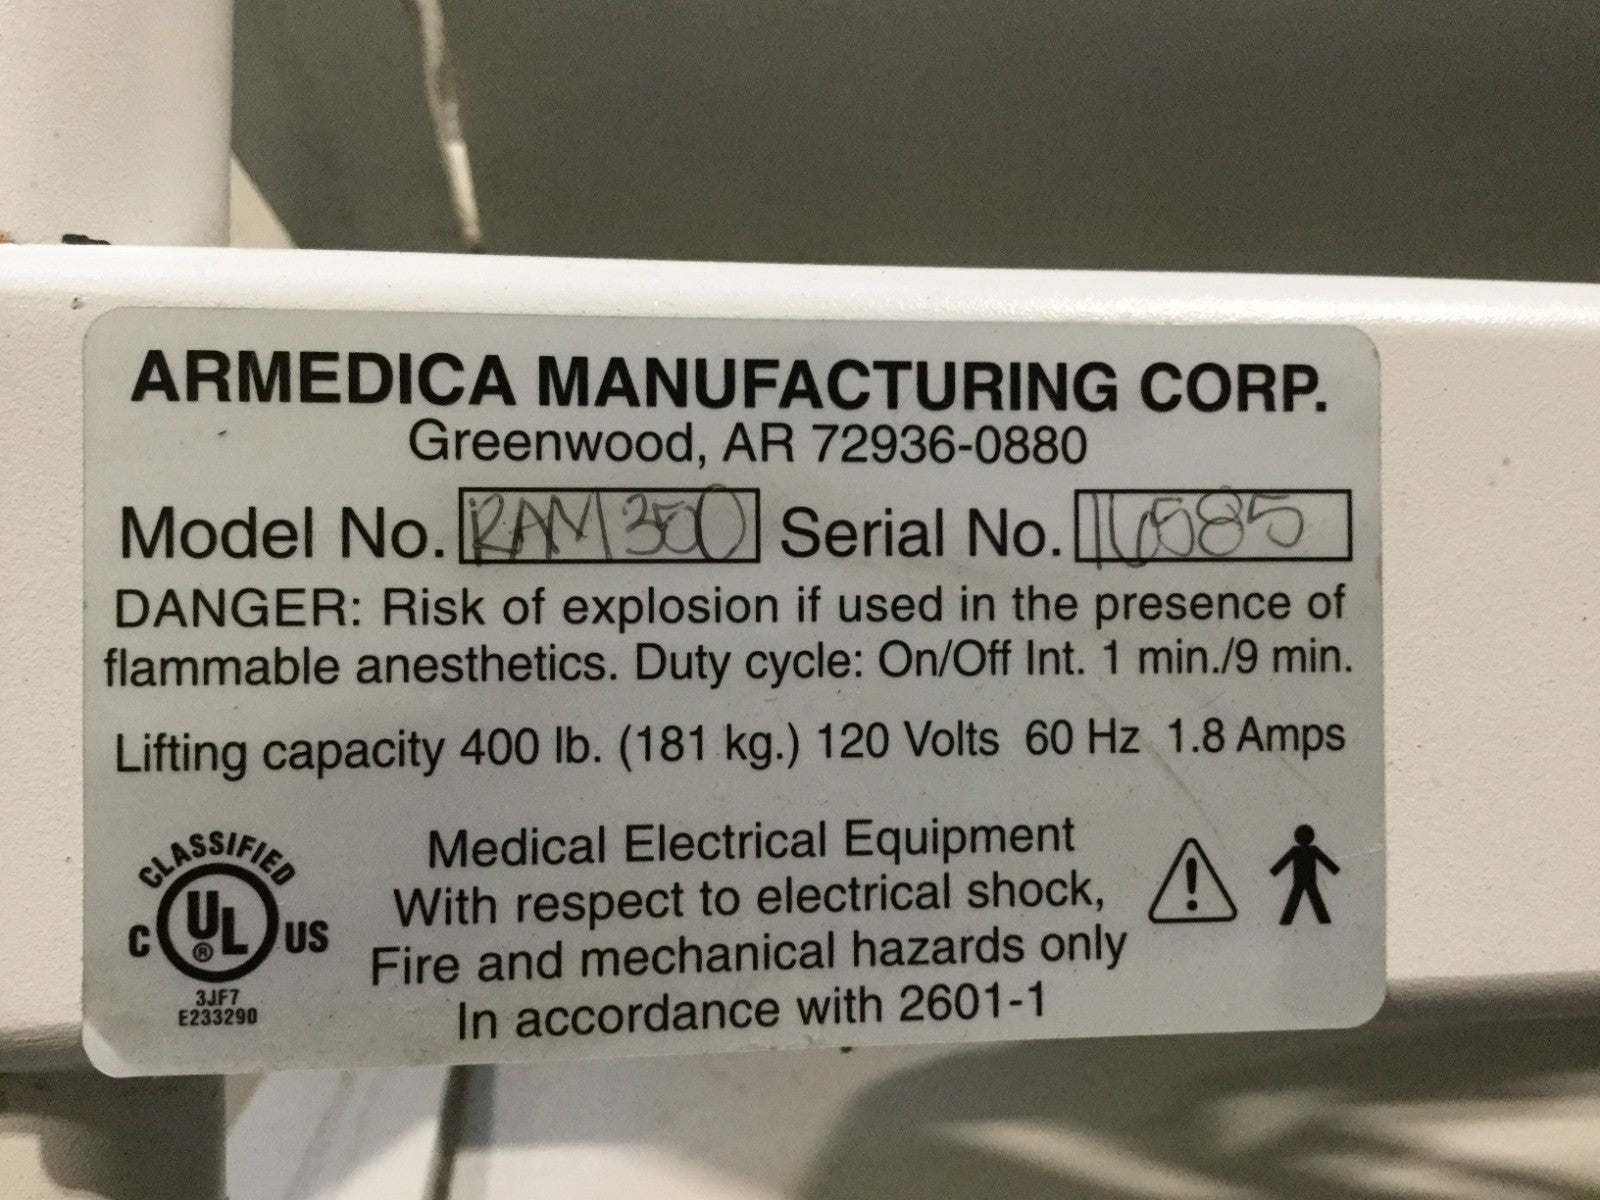 ARMEDICA MANUFACTURING CORP.
Greenwood, AR 72936-0880
Model No. RAM350 Serial No. 16585
DANGER: Risk of explosion if used in the presence of
flammable anesthetics. Duty cycle: On/Off Int. 1 min./9 min.
Lifting capacity 400 lb. (181 kg.) 120 Volts 60 Hz 1.8 Amps
CLASSIFIED
C UL® US
3JF7
E233290
Medical Electrical Equipment
With respect to electrical shock,
Fire and mechanical hazards only
In accordance with 2601-1